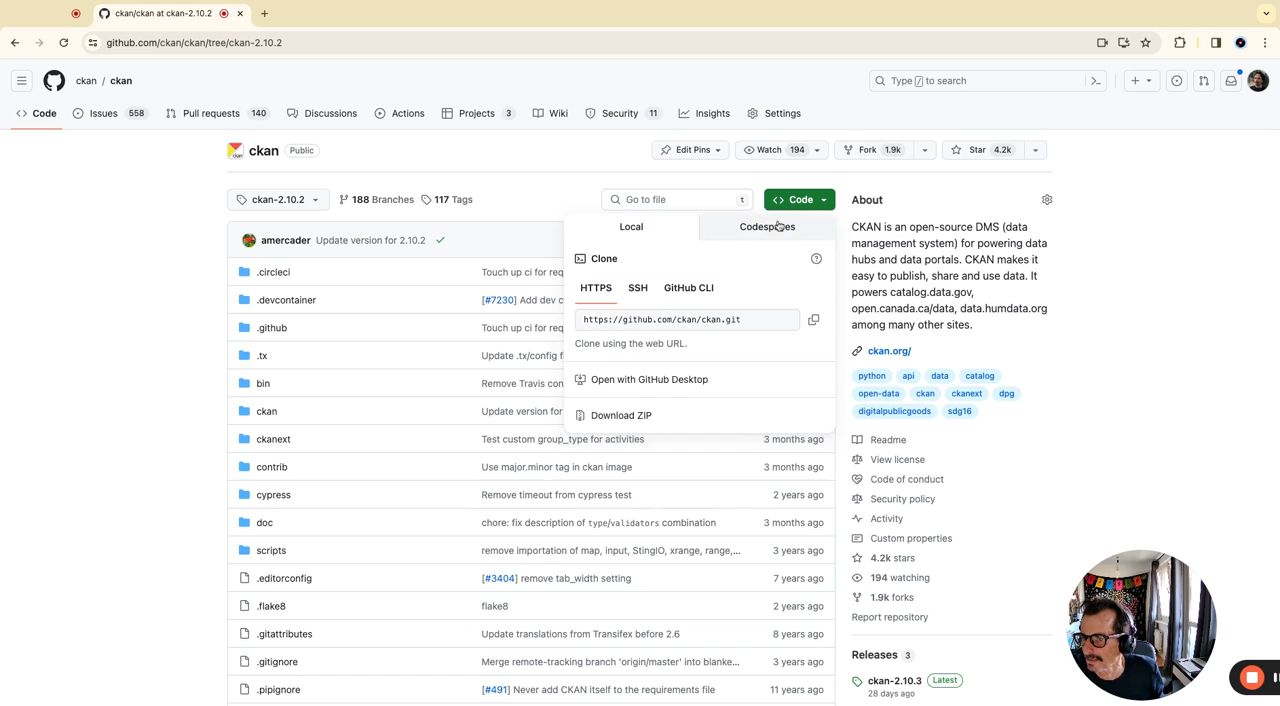 ckan/ckan at ckan-2.10.2
github.com/ckan/ckan/tree/ckan-2.10.2
ckan / ckan
Type / to search
Code Issues 558 Pull requests 140 Discussions Actions Projects 3 Wiki Security 11 Insights Settings
ckan Public
Edit Pins Watch 194 Fork 1.9k Star 4.2k
ckan-2.10.2 188 Branches 117 Tags Go to file t Code
Local Codespaces
amercader Update version for 2.10.2
Clone
HTTPS SSH GitHub CLI
https://github.com/ckan/ckan.git
Clone using the web URL.
Open with GitHub Desktop
Download ZIP
.circleci Touch up ci for req
.devcontainer [#7230] Add dev c
.github Touch up ci for req
.tx Update .tx/config f
bin Remove Travis con
ckan Update version for
ckanext Test custom group_type for activities 3 months ago
contrib Use major.minor tag in ckan image 3 months ago
cypress Remove timeout from cypress test 2 years ago
doc chore: fix description of type/validators combination 3 months ago
scripts remove importation of map, input, StingIO, xrange, range,... 3 years ago
.editorconfig [#3404] remove tab_width setting 7 years ago
.flake8 flake8 2 years ago
.gitattributes Update translations from Transifex before 2.6 8 years ago
.gitignore Merge remote-tracking branch 'origin/master' into blanke... 3 years ago
.pipignore [#491] Never add CKAN itself to the requirements file 11 years ago
About
CKAN is an open-source DMS (data
management system) for powering data
hubs and data portals. CKAN makes it
easy to publish, share and use data. It
powers catalog.data.gov,
open.canada.ca/data, data.humdata.org
among many other sites.
ckan.org/
python api data catalog
open-data ckan ckanext dpg
digitalpublicgoods sdg16
Readme
View license
Code of conduct
Security policy
Activity
Custom properties
4.2k stars
194 watching
1.9k forks
Report repository
Releases 3
ckan-2.10.3 Latest
28 days ago